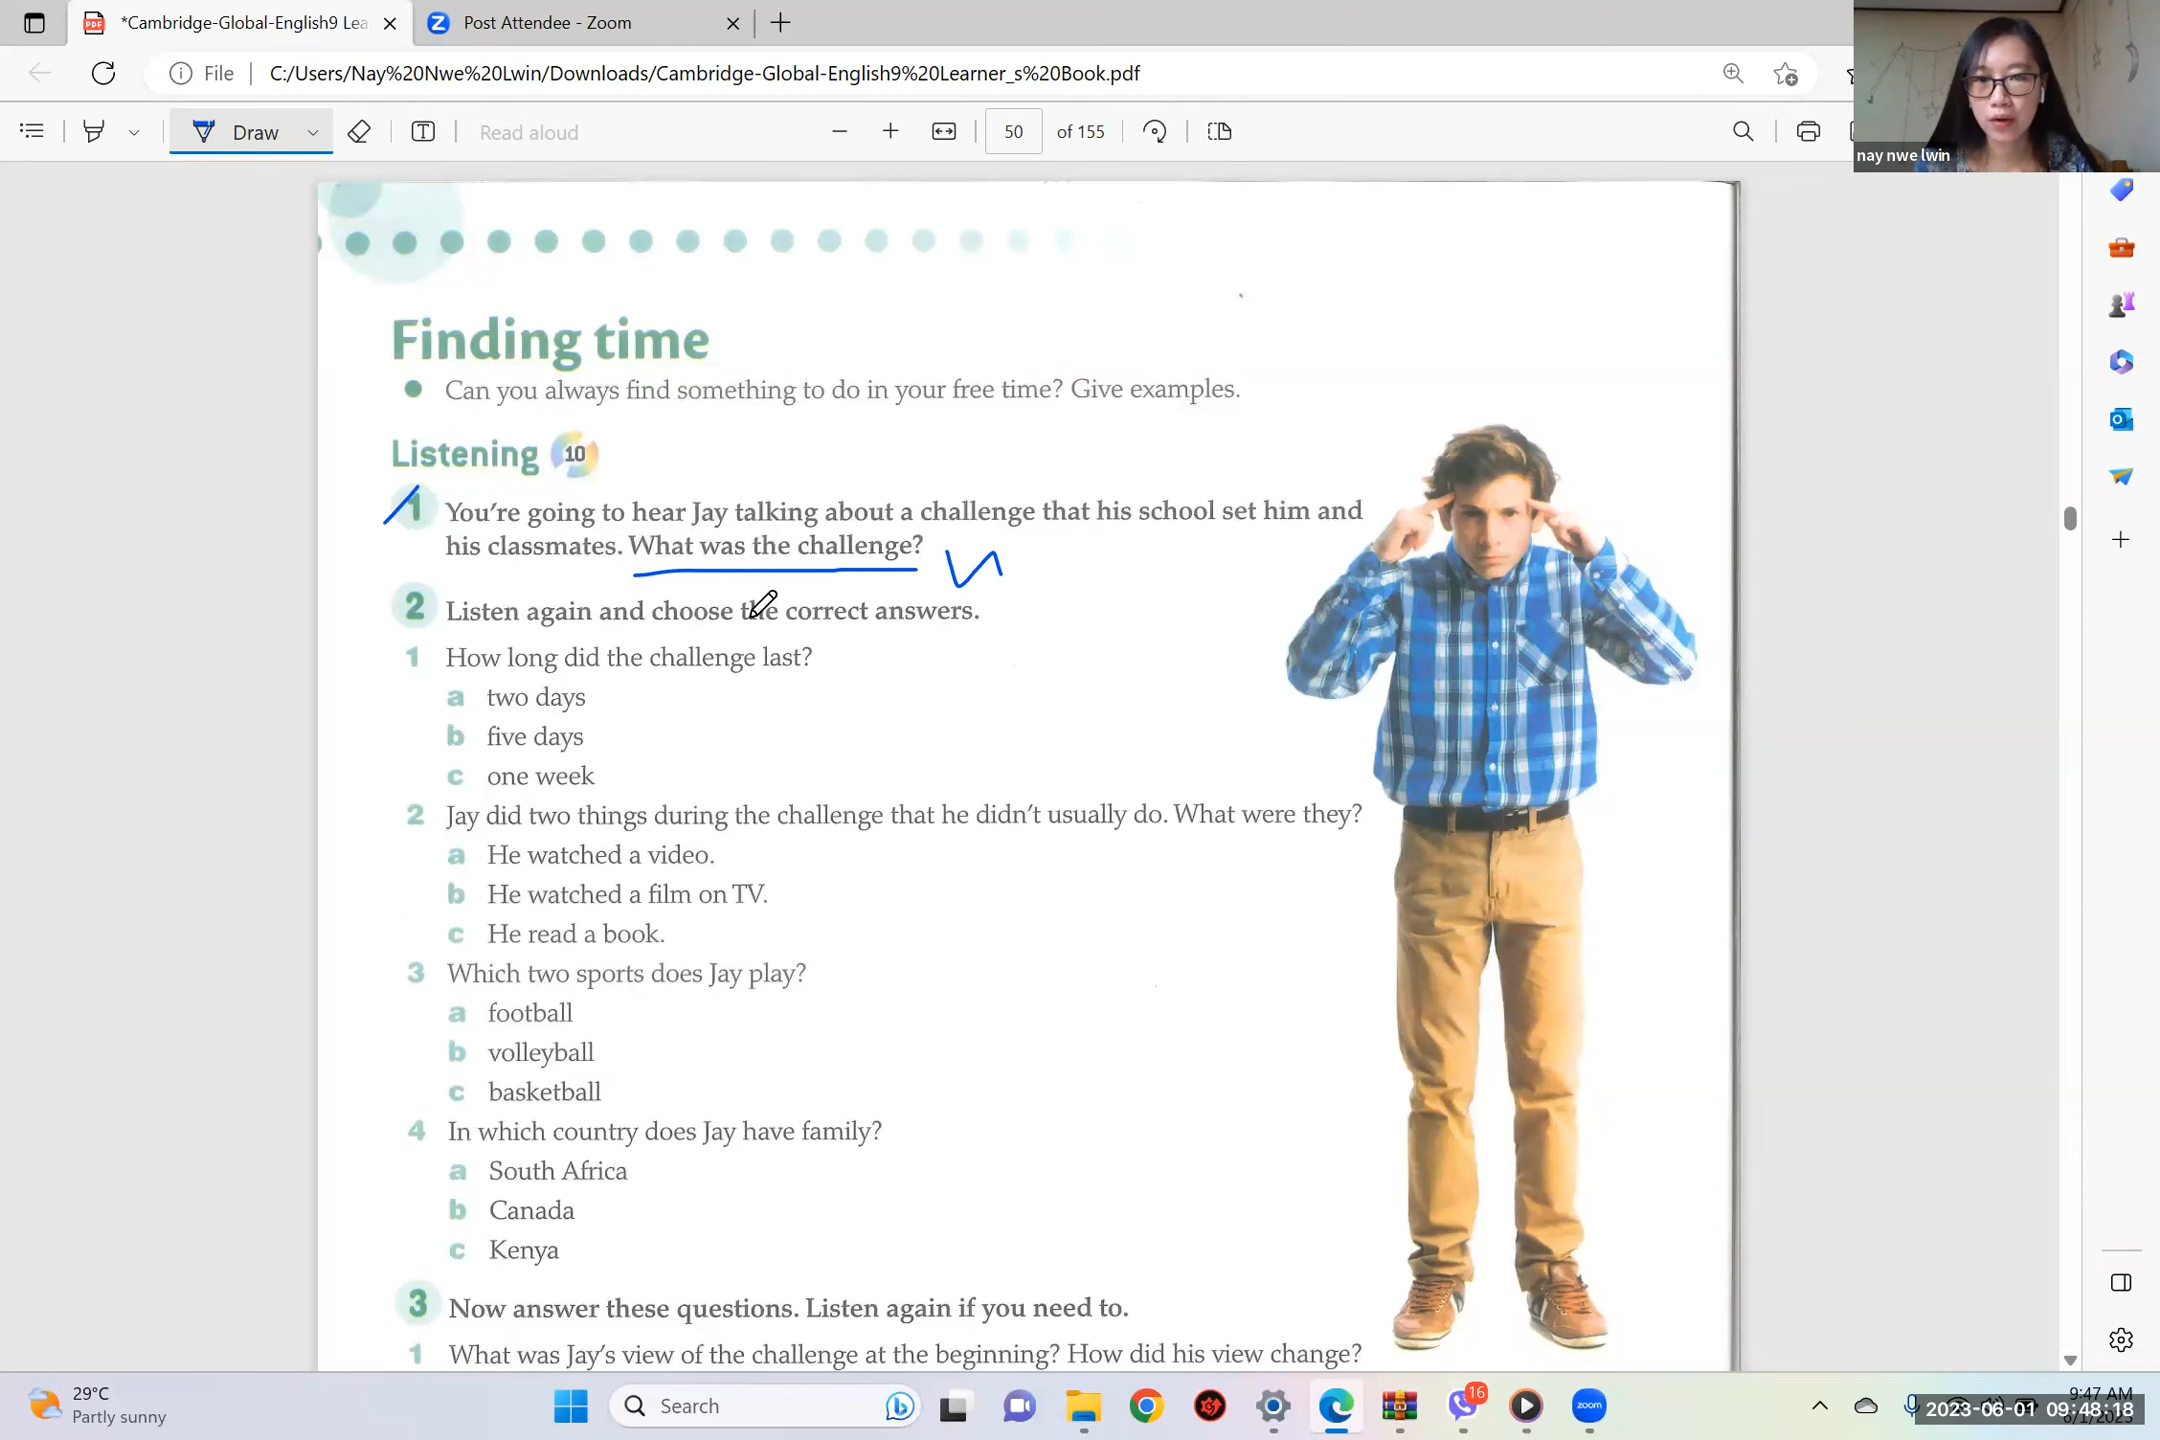 *Cambridge-Global-English9 Lea
Post Attendee - Zoom
File
C:/Users/Nay%20Nwe%20Lwin/Downloads/Cambridge-Global-English9%20Learner_s%20Book.pdf
Draw
Read aloud
50 of 155
nay nwe lwin
Finding time
Can you always find something to do in your free time? Give examples.
Listening 10
1 You're going to hear Jay talking about a challenge that his school set him and
his classmates. What was the challenge?
2 Listen again and choose the correct answers.
1 How long did the challenge last?
a two days
b five days
c one week
2 Jay did two things during the challenge that he didn't usually do. What were they?
a He watched a video.
b He watched a film on TV.
c He read a book.
3 Which two sports does Jay play?
a football
b volleyball
c basketball
4 In which country does Jay have family?
a South Africa
b Canada
c Kenya
3 Now answer these questions. Listen again if you need to.
1 What was Jay's view of the challenge at the beginning? How did his view change?
29°C
Partly sunny
Search
16
zoom
9:47 AM
2023-06-01 09:48:18